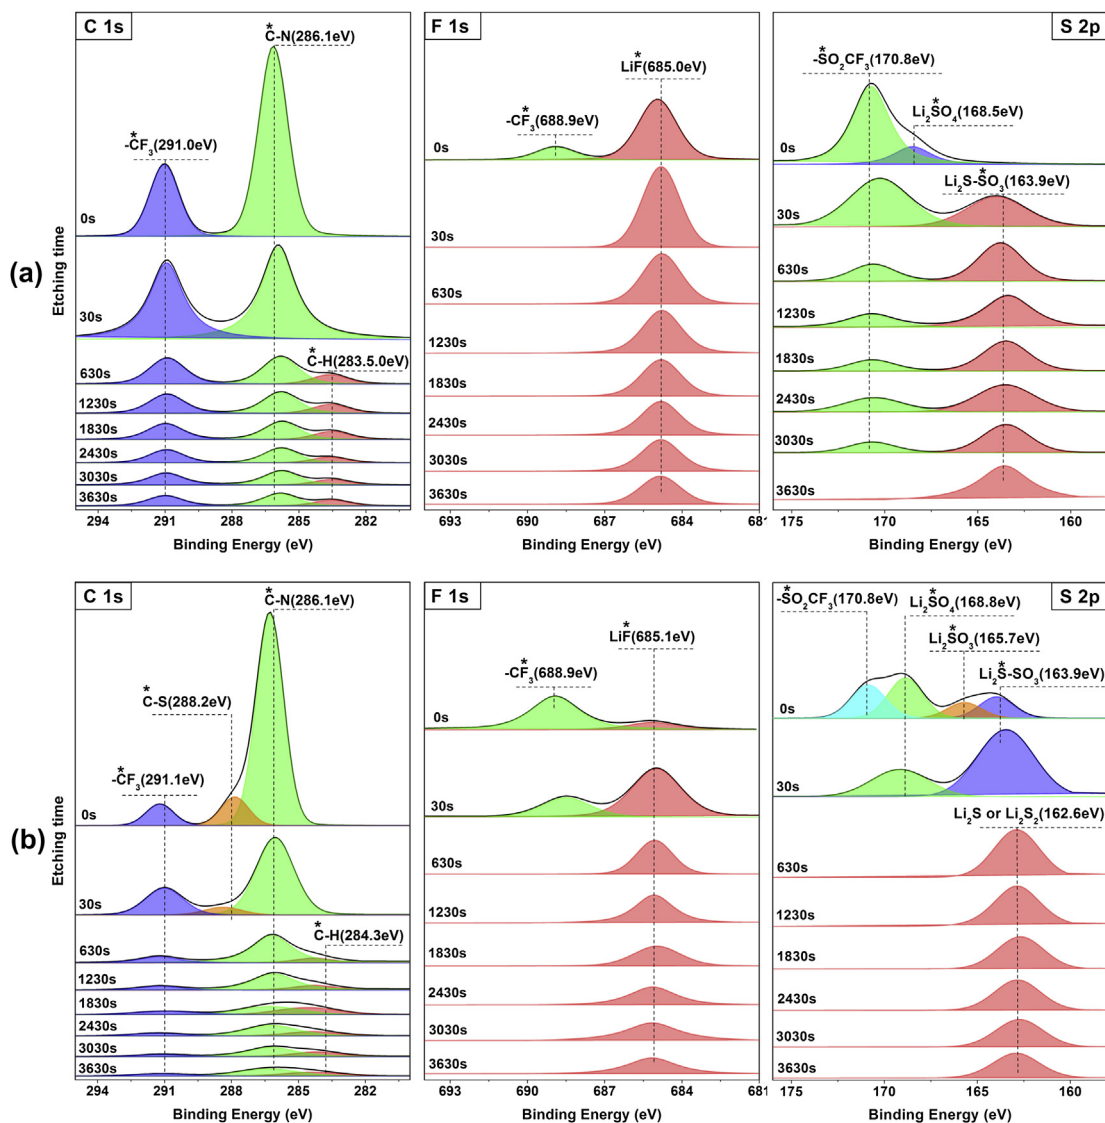 C 1s
*
C-N(286.1eV)
*
-CF3(291.0eV)
0s
30s
*
C-H(283.5.0eV)
630s
1230s
1830s
2430s
3030s
3630s
294 291 288 285 282
Binding Energy (eV)
Etching time
(a)
F 1s
*
LiF(685.0eV)
*
-CF3(688.9eV)
0s
30s
630s
1230s
1830s
2430s
3030s
3630s
693 690 687 684 681
Binding Energy (eV)
S 2p
*
-SO2CF3(170.8eV)
*
Li2SO4(168.5eV)
0s
*
Li2S-SO3(163.9eV)
30s
630s
1230s
1830s
2430s
3030s
3630s
175 170 165 160
Binding Energy (eV)
C 1s
*
C-N(286.1eV)
*
C-S(288.2eV)
*
-CF3(291.1eV)
0s
30s
*
C-H(284.3eV)
630s
1230s
1830s
2430s
3030s
3630s
294 291 288 285 282
Binding Energy (eV)
Etching time
(b)
F 1s
*
LiF(685.1eV)
*
-CF3(688.9eV)
0s
30s
630s
1230s
1830s
2430s
3030s
3630s
693 690 687 684 681
Binding Energy (eV)
S 2p
*
-SO2CF3(170.8eV)
*
Li2SO4(168.8eV)
*
Li2SO3(165.7eV)
*
Li2S-SO3(163.9eV)
0s
30s
Li2S or Li2S2(162.6eV)
630s
1230s
1830s
2430s
3030s
3630s
175 170 165 160
Binding Energy (eV)